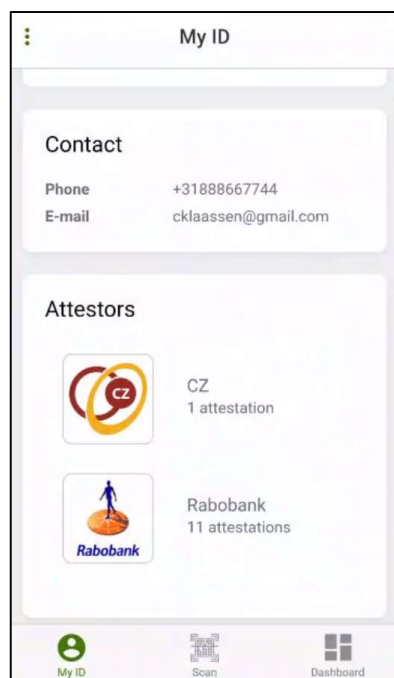 My ID
Contact
Phone +31888667744
E-mail cklaassen@gmail.com
Attestors
CZ
CZ
1 attestation
Rabobank
Rabobank
11 attestations
My ID Scan Dashboard